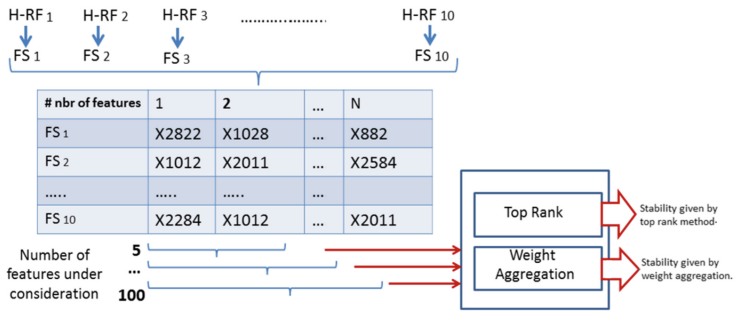 H-RF 1 H-RF 2 H-RF 3 ................... H-RF 10
FS 1 FS 2 FS 3 FS 10
# nbr of features 1 2 ... N
FS 1 X2822 X1028 ... X882
FS 2 X1012 X2011 ... X2584
..... ..... ..... ...
FS 10 X2284 X1012 ... X2011
Number of
features under
consideration
5
...
100
Top Rank
Weight
Aggregation
Stability given by
top rank method.
Stability given by
weight aggregation.